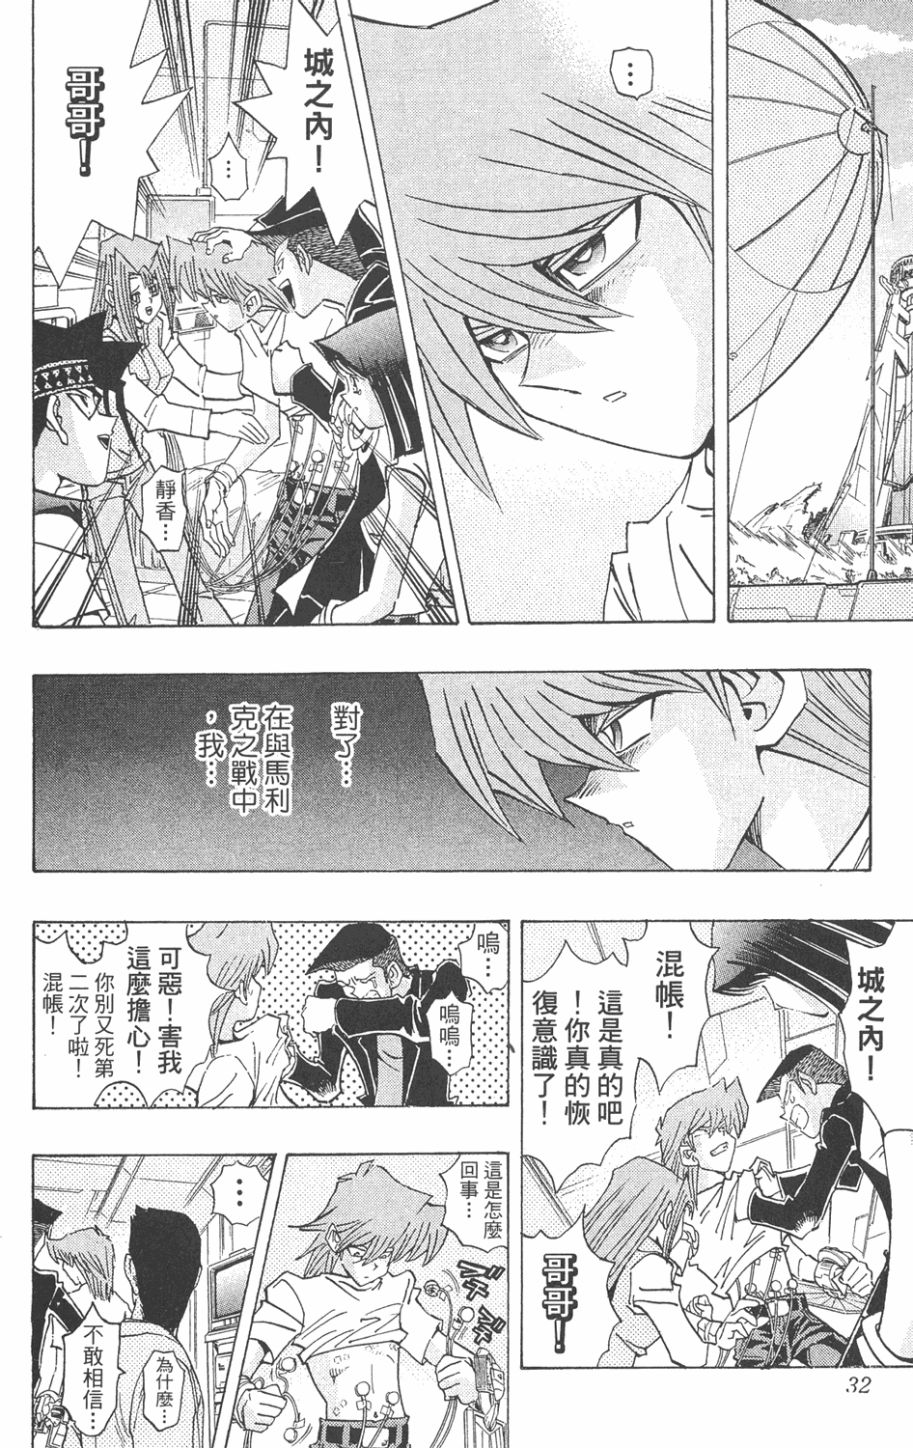 …
城之內！
…
哥哥！
靜香…
對了…
在與馬利
克之戰中
，我…
城之內！
混帳！
這是真的吧
！你真的恢
復意識了！
哥哥！
嗚…
嗚嗚…
可惡！害我
這麼擔心！
你別又死第
二次了啦！
混帳！
這是怎麼
回事…
…
為什麼…
不敢相信…
32